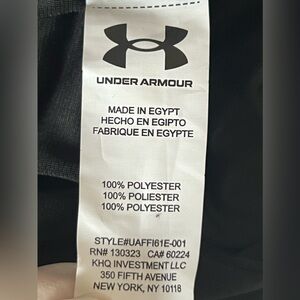 UNDER ARMOUR
MADE IN EGYPT
HECHO EN EGIPTO
FABRIQUE EN EGYPTE
100% POLYESTER
100% POLIESTER
100% POLYESTER
STYLE#UAFFI61E-001
RN# 130323 CA# 60224
KHQ INVESTMENT LLC
350 FIFTH AVENUE
NEW YORK, NY 10118